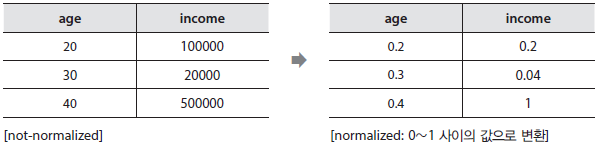 age income
20 100000
30 20000
40 500000
[not-normalized]
age income
0.2 0.2
0.3 0.04
0.4 1
[normalized: 0~1 사이의 값으로 변환]